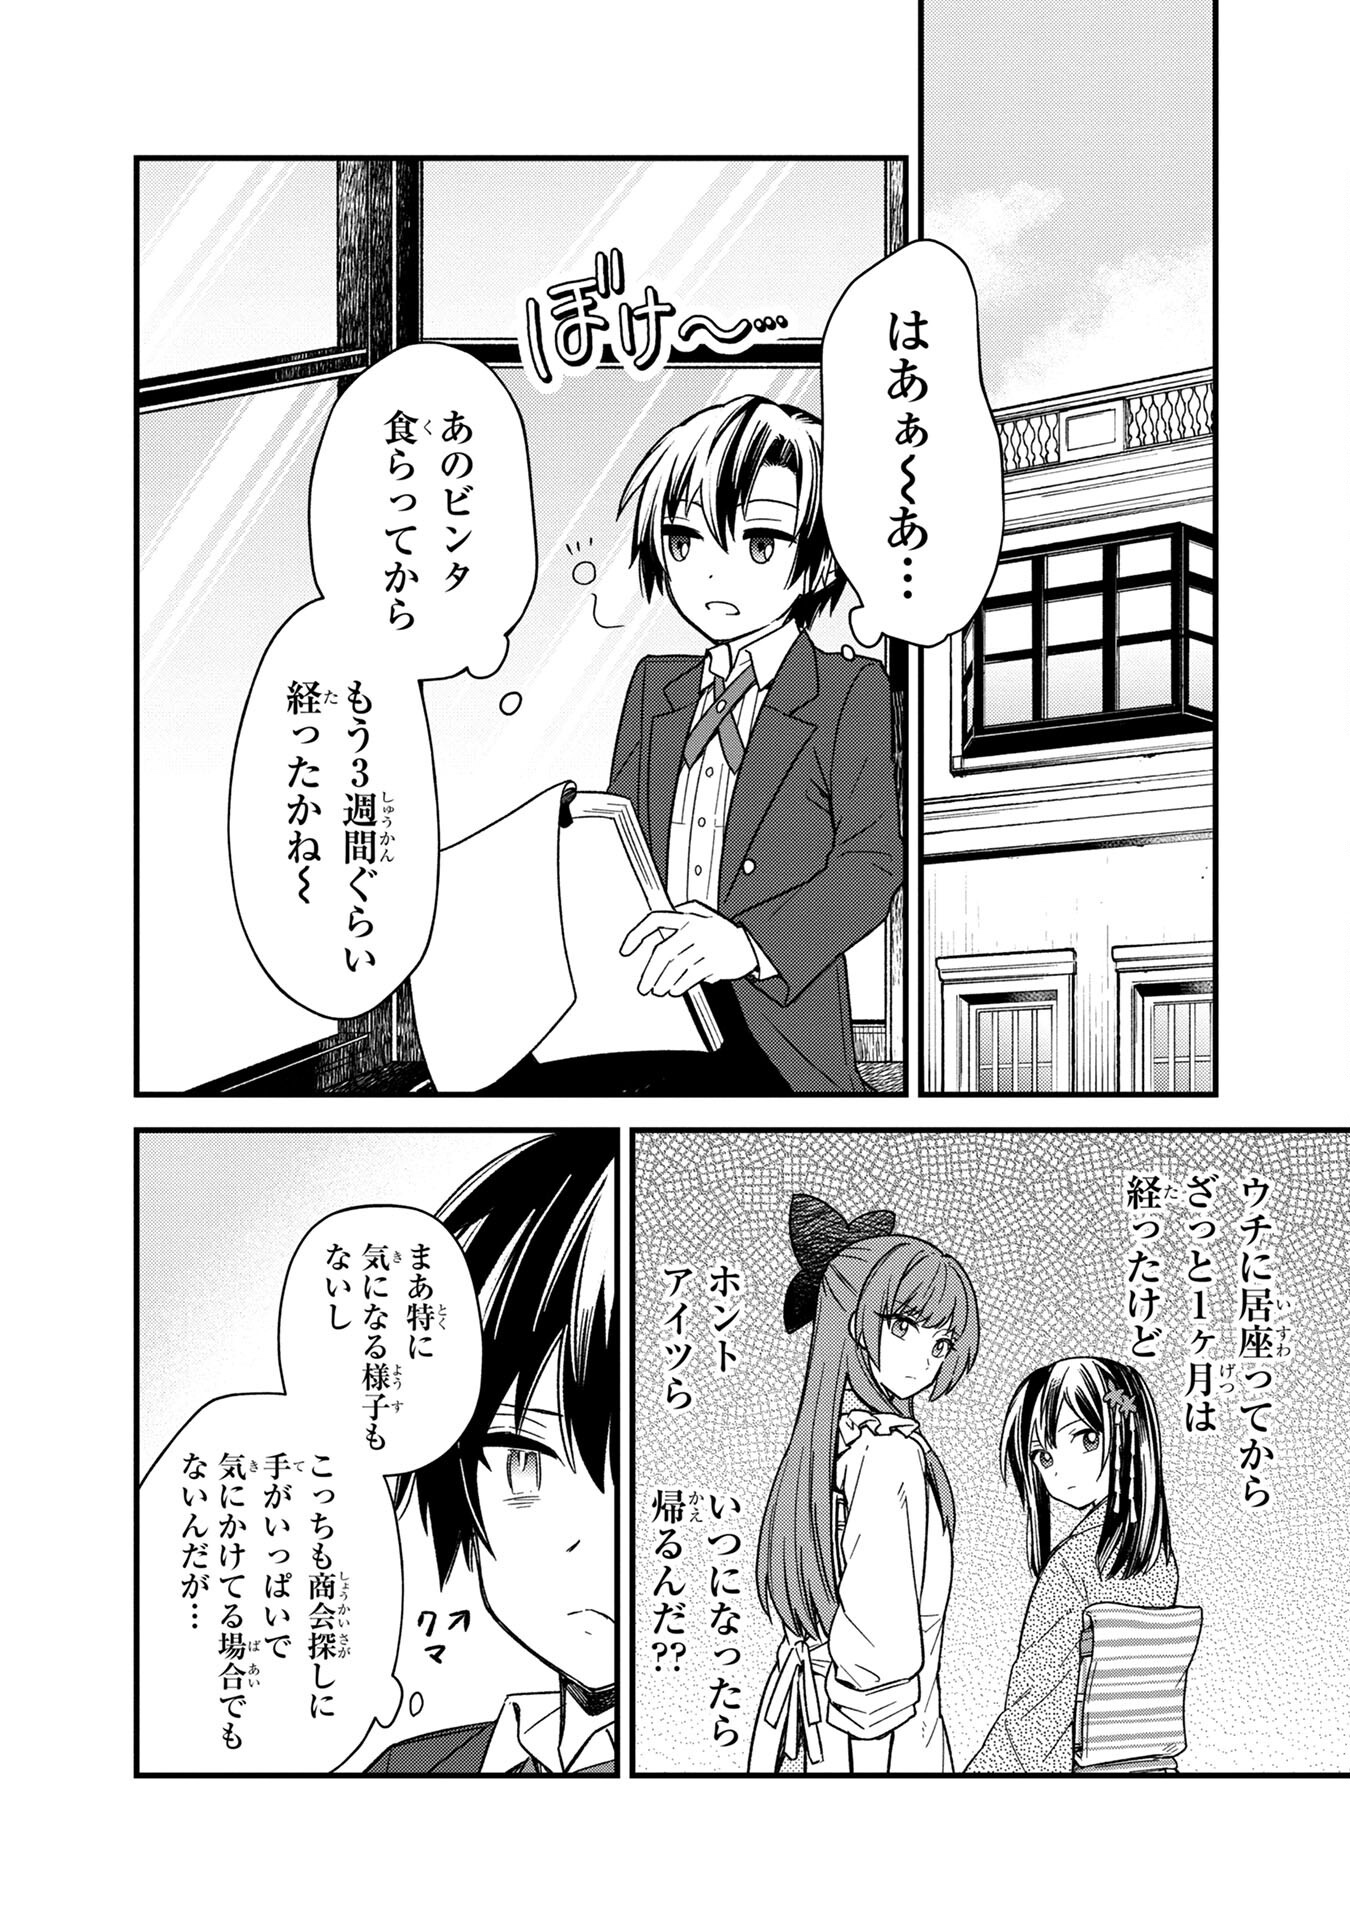 はあぁ〜あ…
ぼけ〜…
あのビンタ
食らってから
もう3週間ぐらい
経ったかね〜
ウチに居座ってから
ざっと1ヶ月は
経ったけど
ホント
アイツら
いつになったら
帰るんだ??
まあ特に
気になる様子も
ないし
こっちも商会探しに
手がいっぱいで
気にかけてる場合でも
ないんだが…
クマ